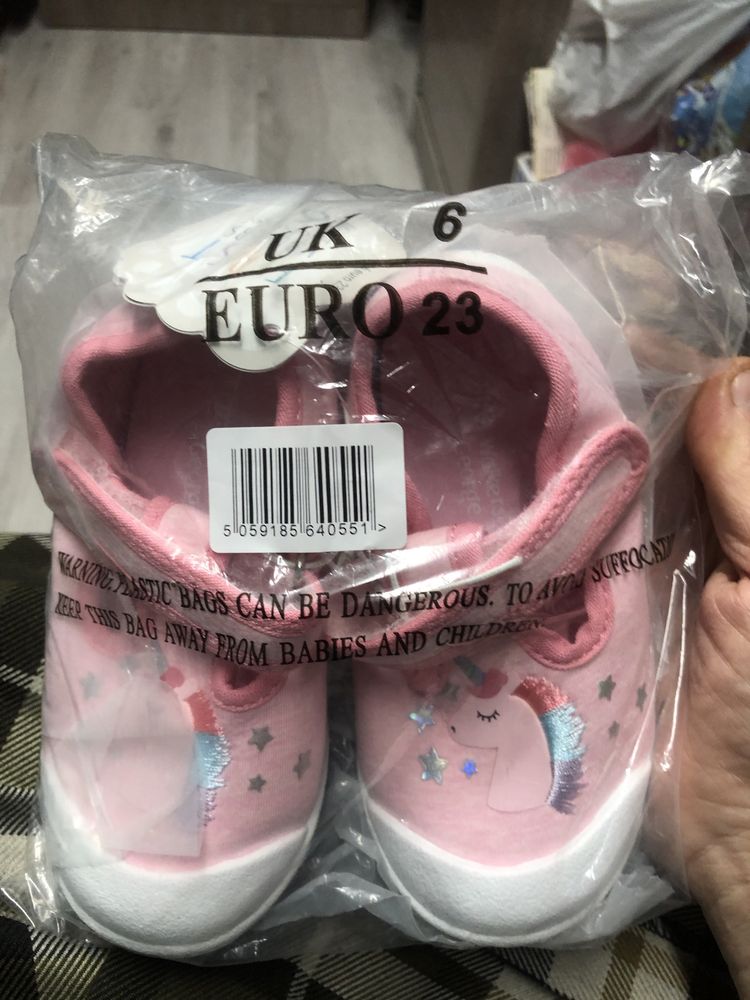 UK 6
EURO 23
5 059185 640551 >
WARNING PLASTIC BAGS CAN BE DANGEROUS. TO AVOID SUFFOCATION
KEEP THIS BAG AWAY FROM BABIES AND CHILDREN.